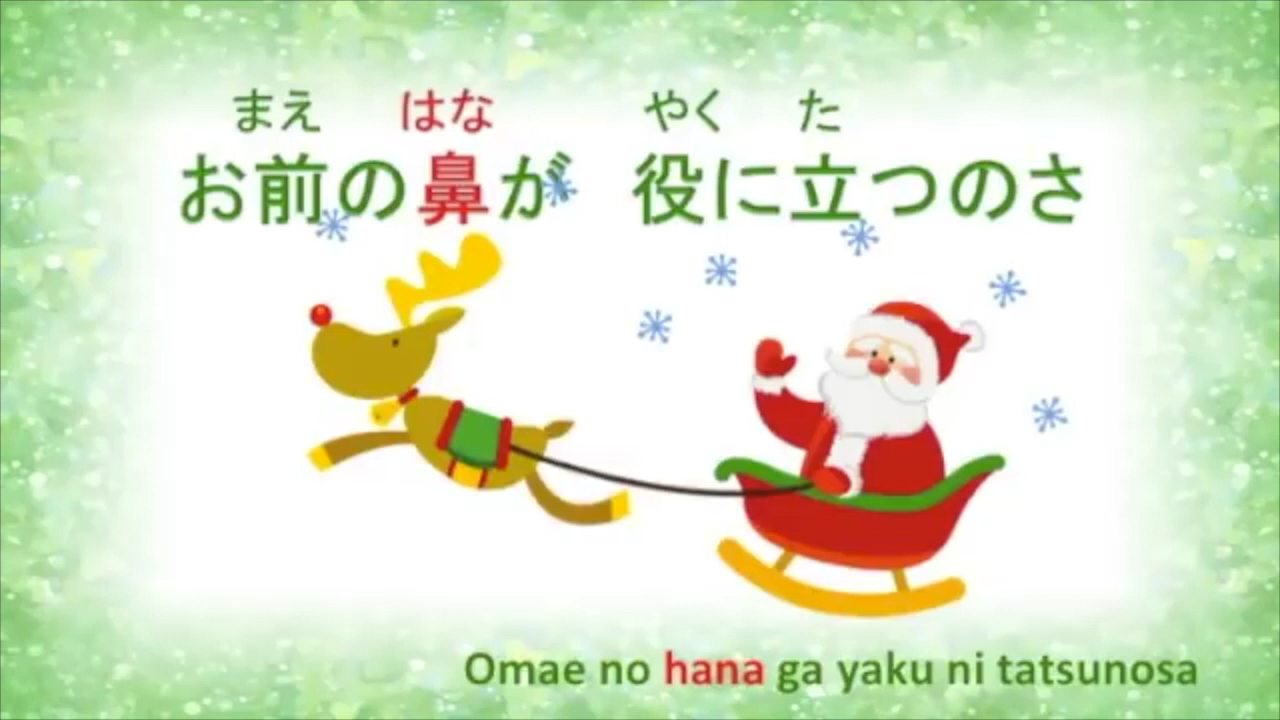 まえ はな やく た
お前の鼻が 役に立つのさ
Omae no hana ga yaku ni tatsunosa